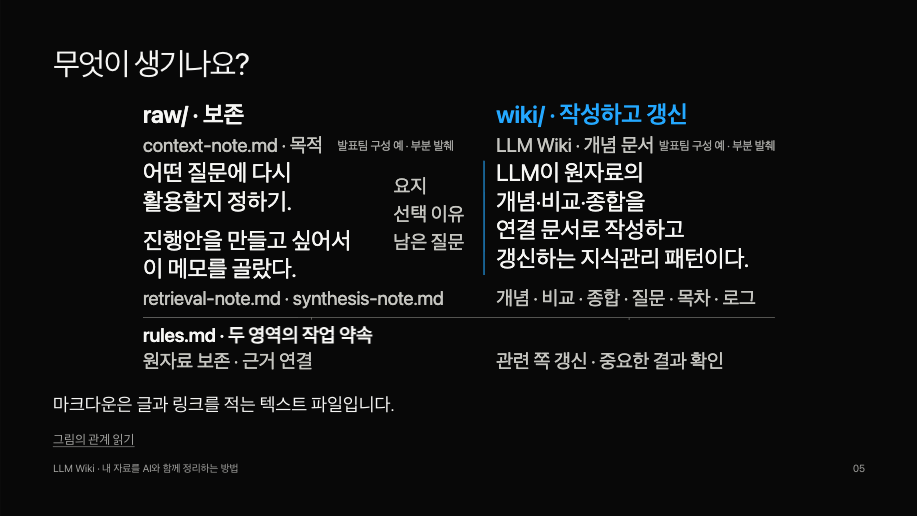 무엇이 생기나요?
raw/ · 보존
context-note.md · 목적 발표팀 구성 예 · 부분 발췌
어떤 질문에 다시
활용할지 정하기.
진행안을 만들고 싶어서
이 메모를 골랐다.
요지
선택 이유
남은 질문
retrieval-note.md · synthesis-note.md
wiki/ · 작성하고 갱신
LLM Wiki · 개념 문서 발표팀 구성 예 · 부분 발췌
LLM이 원자료의
개념·비교·종합을
연결 문서로 작성하고
갱신하는 지식관리 패턴이다.
개념 · 비교 · 종합 · 질문 · 목차 · 로그
rules.md · 두 영역의 작업 약속
원자료 보존 · 근거 연결
관련 쪽 갱신 · 중요한 결과 확인
마크다운은 글과 링크를 적는 텍스트 파일입니다.
그림의 관계 읽기
LLM Wiki · 내 자료를 AI와 함께 정리하는 방법
05